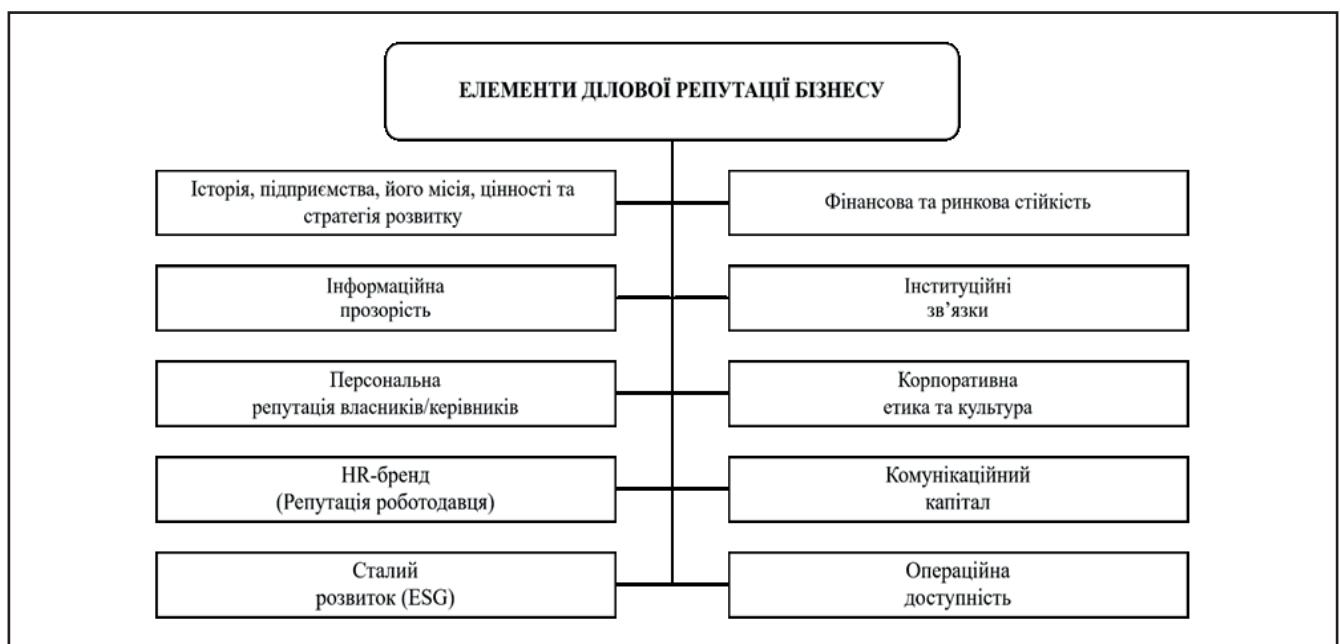 ЕЛЕМЕНТИ ДІЛОВОЇ РЕПУТАЦІЇ БІЗНЕСУ
Історія, підприємства, його місія, цінності та
стратегія розвитку
Фінансова та ринкова стійкість
Інформаційна
прозорість
Інституційні
зв’язки
Персональна
репутація власників/керівників
Корпоративна
етика та культура
HR-бренд
(Репутація роботодавця)
Комунікаційний
капітал
Сталий
розвиток (ESG)
Операційна
доступність